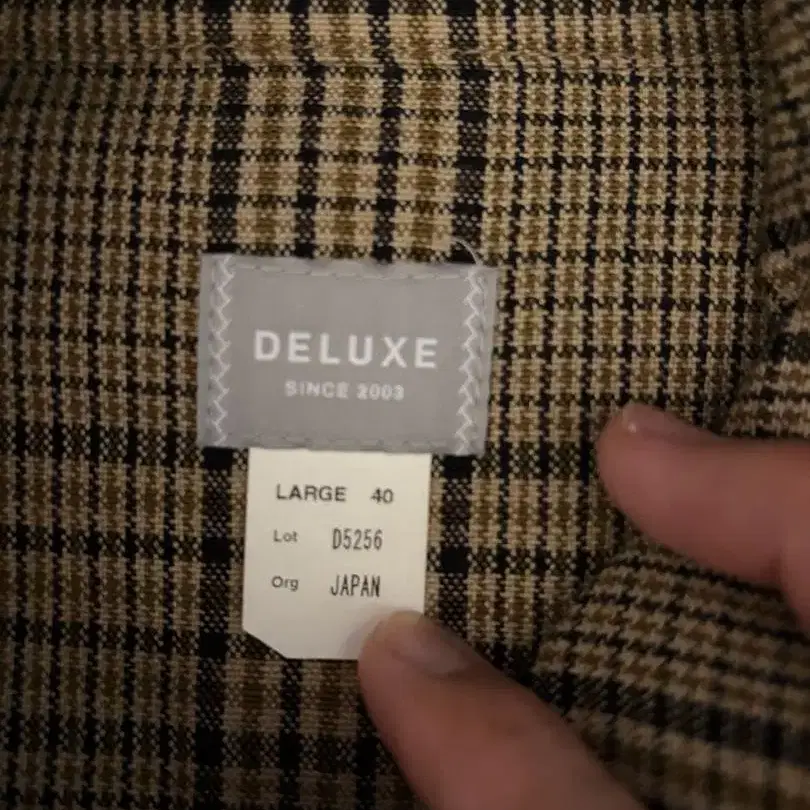 DELUXE
SINCE 2003
LARGE 40
Lot D5256
Org JAPAN